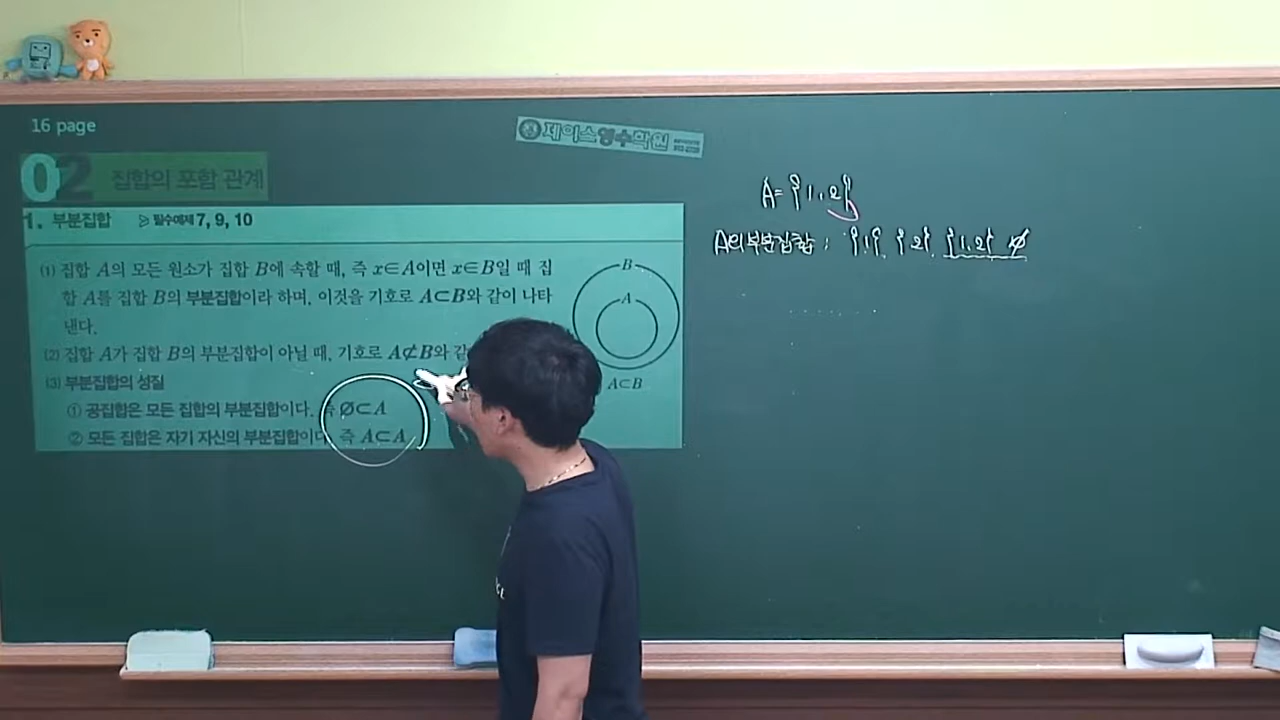 16 page
제이스영수학원
02 집합의 포함 관계
1. 부분집합 ▷ 필수예제 7, 9, 10
(1) 집합 A의 모든 원소가 집합 B에 속할 때, 즉 x∈A이면 x∈B일 때 집
합 A를 집합 B의 부분집합이라 하며, 이것을 기호로 A⊂B와 같이 나타
낸다.
(2) 집합 A가 집합 B의 부분집합이 아닐 때, 기호로 A⊄B와 같
(3) 부분집합의 성질
① 공집합은 모든 집합의 부분집합이다. 즉 ∅⊂A
② 모든 집합은 자기 자신의 부분집합이다. 즉 A⊂A
B
A
A⊂B
A={1, 2}
A의 부분집합 : {1}, {2}, {1, 2} ∅